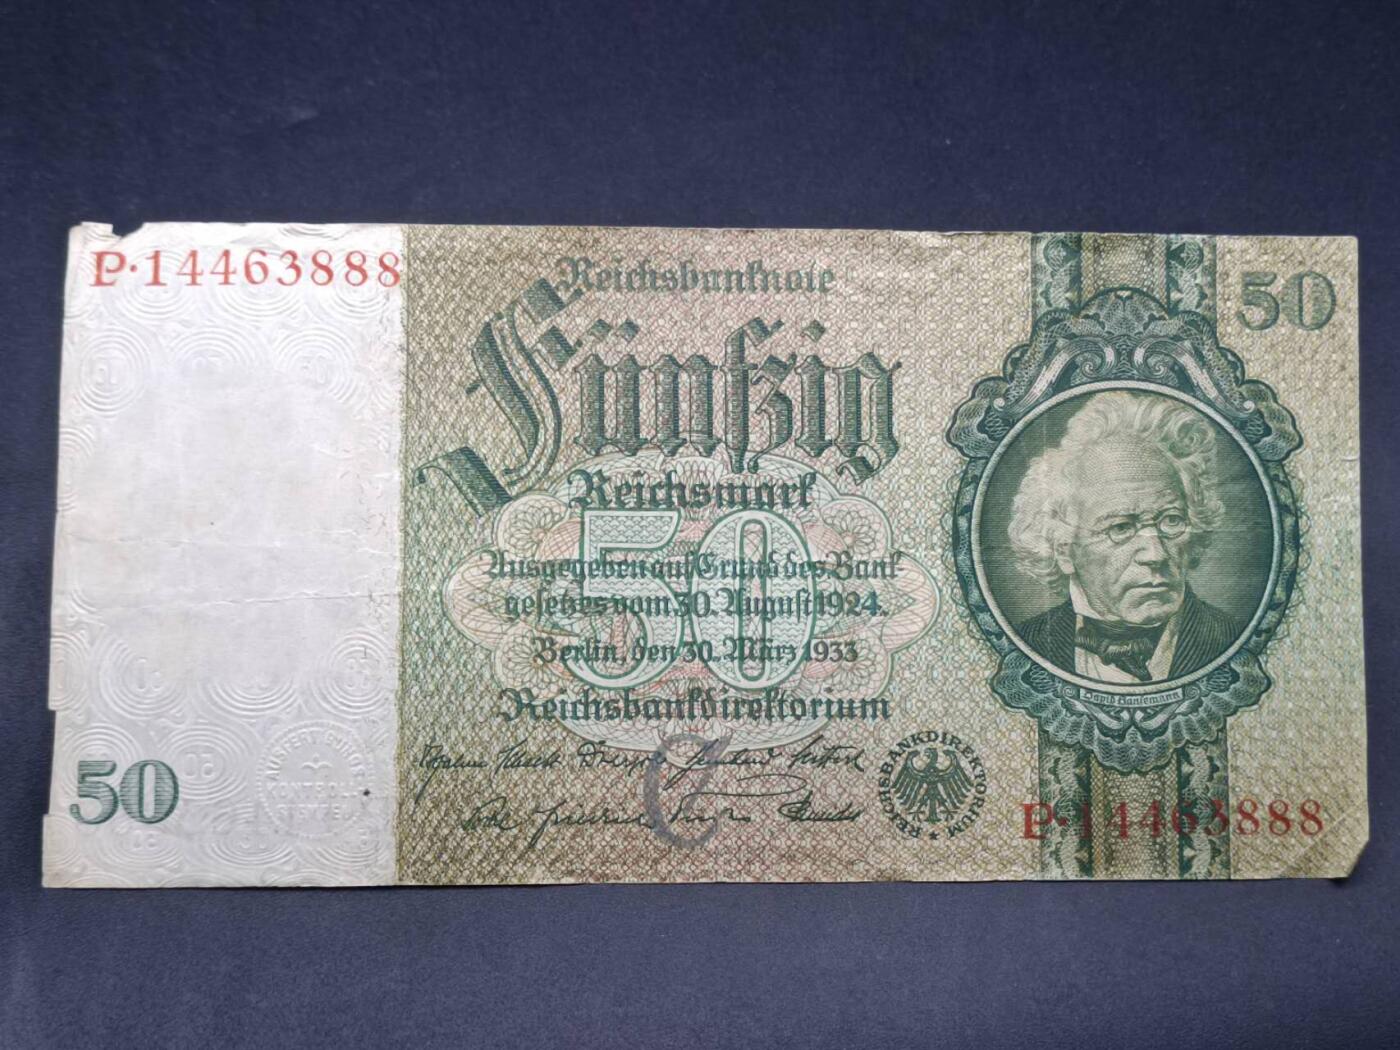 P·14463888
Reichsbanknote
50
Fünfzig
Reichsmark
50
Ausgegeben auf Grund des Bank-
gesetzes vom 30. August 1924.
Berlin, den 30. März 1933
Reichsbankdirektorium
David Hansemann
50
AUSFERTIGUNGS
KONTROLL
STEMPEL
REICHSBANKDIREKTORIUM
P·14463888